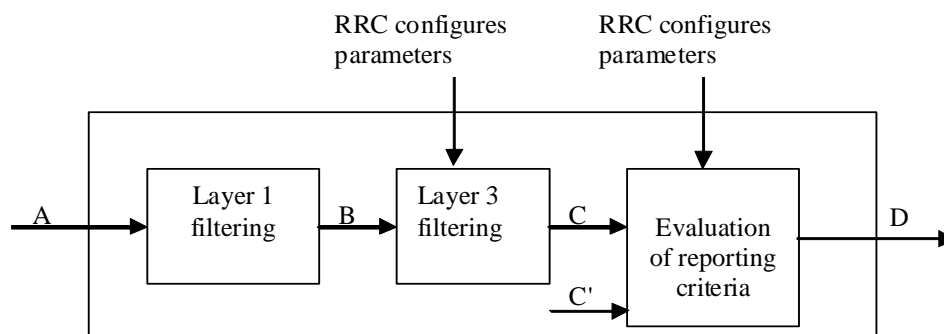 RRC configures
parameters
RRC configures
parameters
Layer 1
filtering
Layer 3
filtering
Evaluation
of reporting
criteria
A
B
C
C'
D